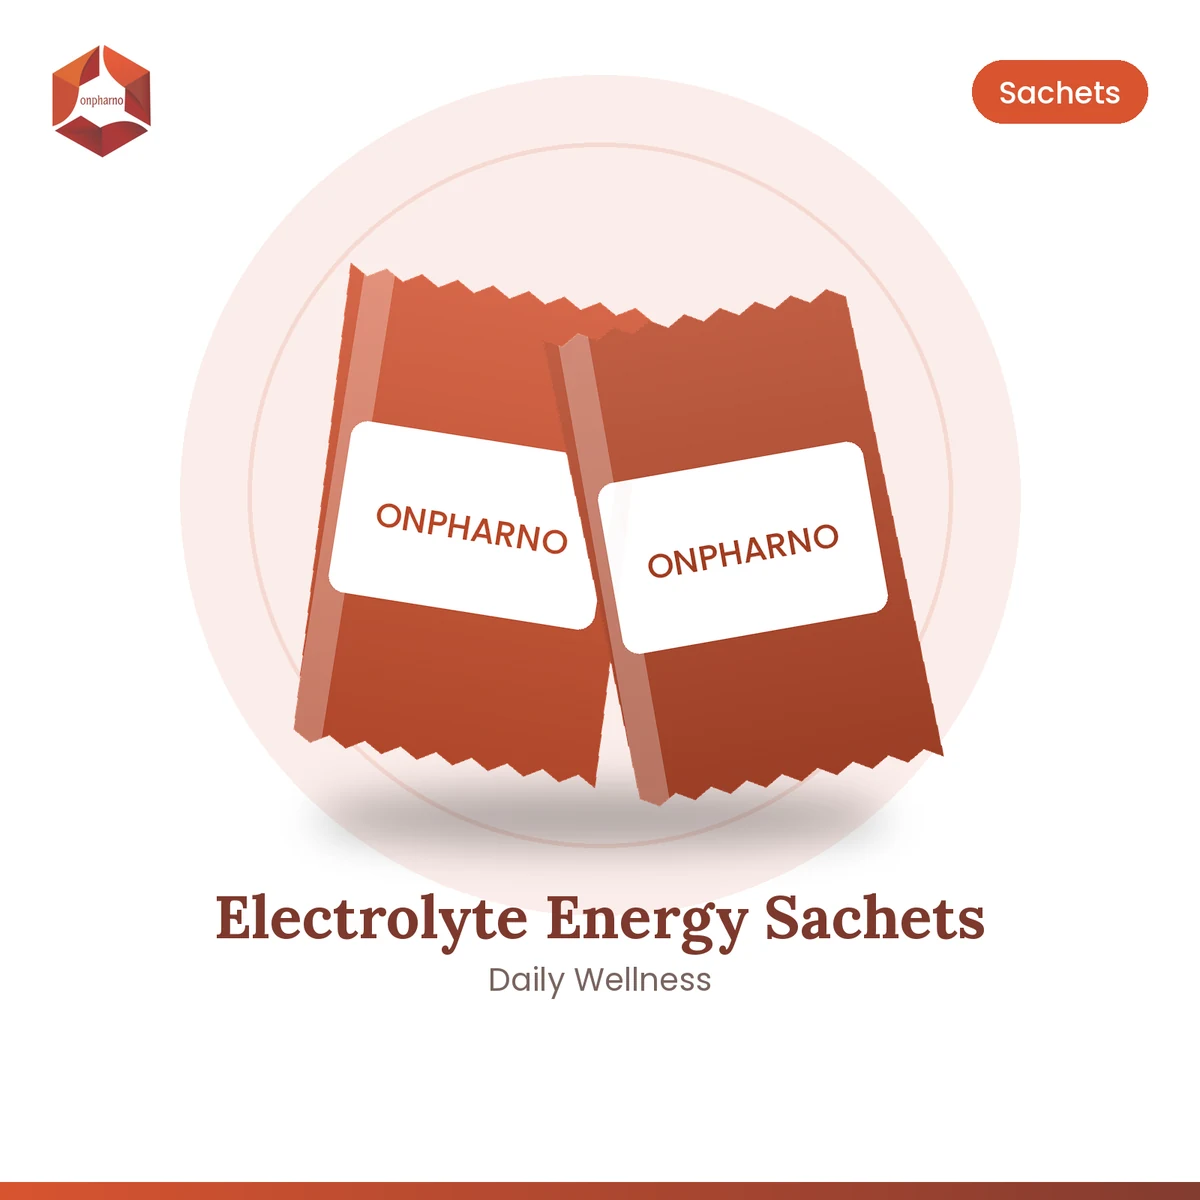 onpharno
Sachets
ONPHARNO
ONPHARNO
Electrolyte Energy Sachets
Daily Wellness